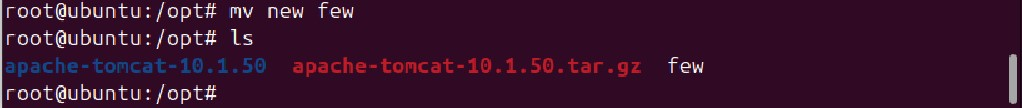 root@ubuntu:/opt# mv new few
root@ubuntu:/opt# ls
apache-tomcat-10.1.50  apache-tomcat-10.1.50.tar.gz  few
root@ubuntu:/opt#